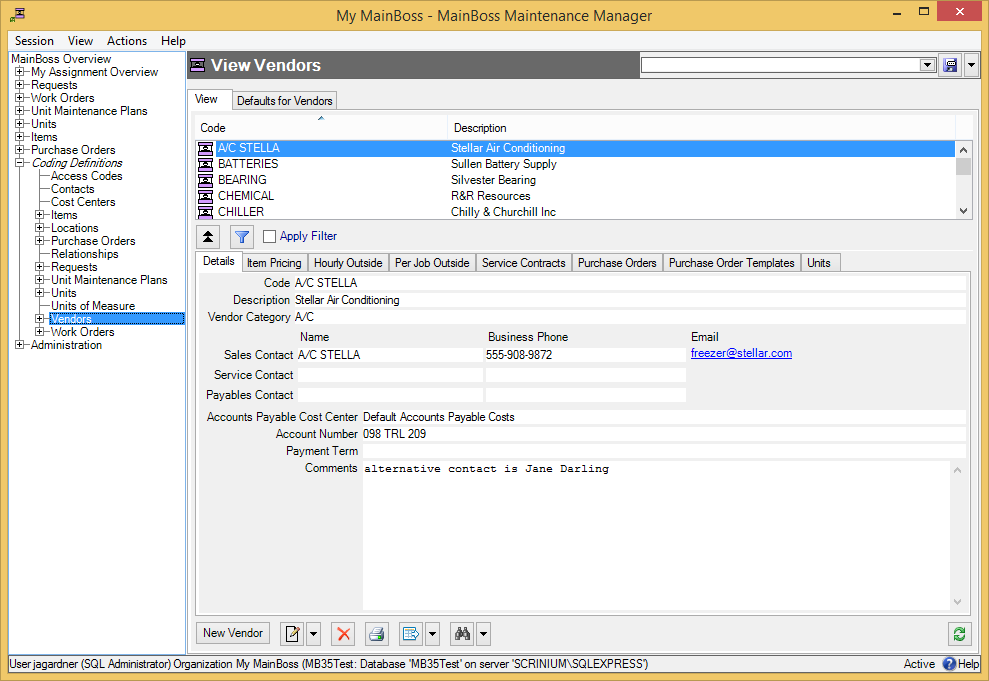 My MainBoss - MainBoss Maintenance Manager
Session View Actions Help
MainBoss Overview
My Assignment Overview
Requests
Work Orders
Unit Maintenance Plans
Units
Items
Purchase Orders
Coding Definitions
Access Codes
Contacts
Cost Centers
Items
Locations
Purchase Orders
Relationships
Requests
Unit Maintenance Plans
Units
Units of Measure
Vendors
Work Orders
Administration
View Vendors
View Defaults for Vendors
Code Description
A/C STELLA Stellar Air Conditioning
BATTERIES Sullen Battery Supply
BEARING Silvester Bearing
CHEMICAL R&R Resources
CHILLER Chilly & Churchill Inc
Apply Filter
Details Item Pricing Hourly Outside Per Job Outside Service Contracts Purchase Orders Purchase Order Templates Units
Code A/C STELLA
Description Stellar Air Conditioning
Vendor Category A/C
Name Business Phone Email
Sales Contact A/C STELLA 555-908-9872 freezer@stellar.com
Service Contact
Payables Contact
Accounts Payable Cost Center Default Accounts Payable Costs
Account Number 098 TRL 209
Payment Term
Comments alternative contact is Jane Darling
New Vendor
User jagardner (SQL Administrator) Organization My MainBoss (MB35Test: Database 'MB35Test' on server 'SCRINIUM\SQLEXPRESS') Active Help